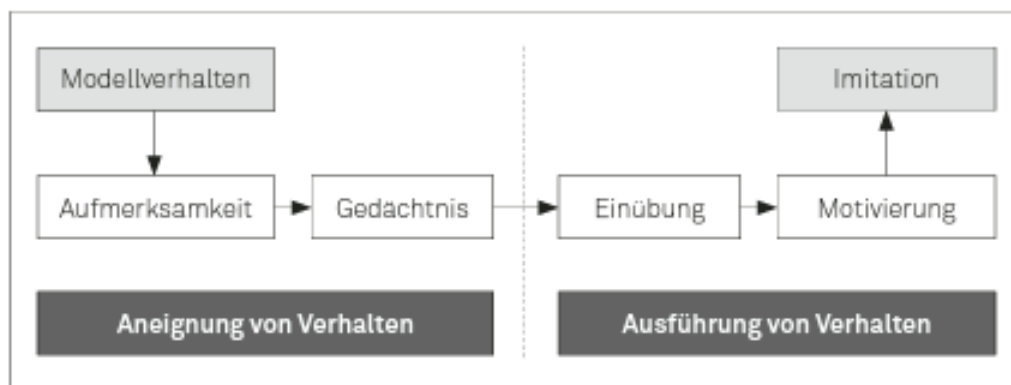 Modellverhalten
Imitation
Aufmerksamkeit
Gedächtnis
Einübung
Motivierung
Aneignung von Verhalten
Ausführung von Verhalten